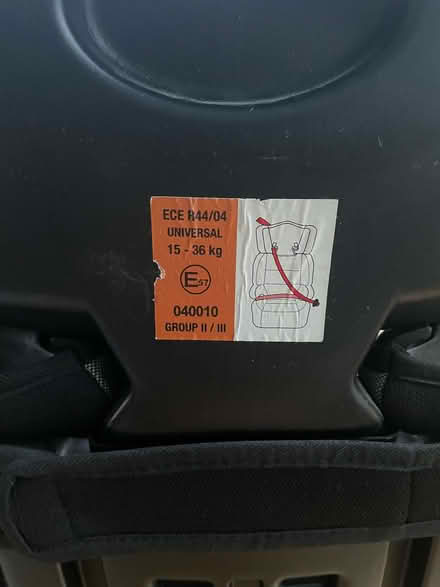 ECE R44/04
UNIVERSAL
15 - 36 kg
E57
040010
GROUP II / III